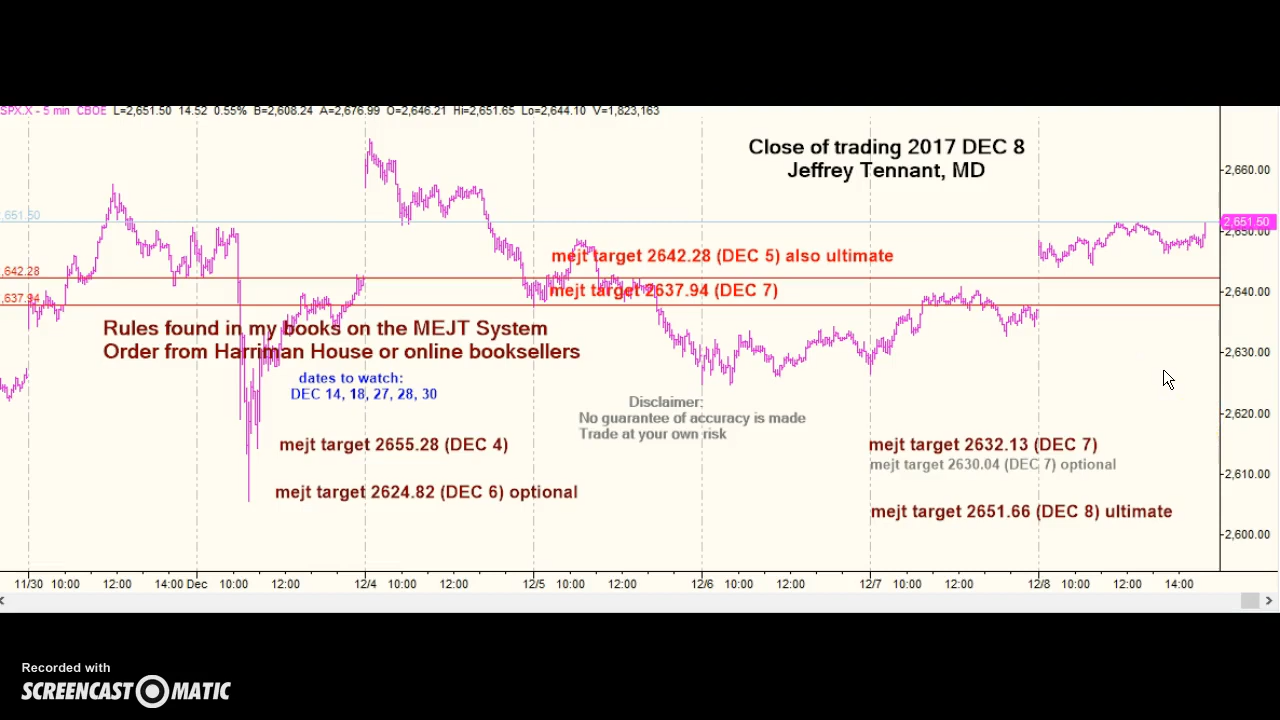 SPX.X - 5 min CBOE L=2,651.50 14.52 0.55% B=2,608.24 A=2,676.99 O=2,646.21 Hi=2,651.65 Lo=2,644.10 V=1,823,163
Close of trading 2017 DEC 8
Jeffrey Tennant, MD
2,660.00
,651.50
2,651.50
2,650.00
mejt target 2642.28 (DEC 5) also ultimate
,642.28
mejt target 2637.94 (DEC 7)
2,640.00
,637.94
Rules found in my books on the MEJT System
Order from Harriman House or online booksellers
2,630.00
dates to watch:
DEC 14, 18, 27, 28, 30
Disclaimer:
No guarantee of accuracy is made
Trade at your own risk
2,620.00
mejt target 2655.28 (DEC 4)
mejt target 2632.13 (DEC 7)
mejt target 2630.04 (DEC 7) optional
2,610.00
mejt target 2624.82 (DEC 6) optional
mejt target 2651.66 (DEC 8) ultimate
2,600.00
11/30 10:00 12:00 14:00 Dec 10:00 12:00 12/4 10:00 12:00 12/5 10:00 12:00 12/6 10:00 12:00 12/7 10:00 12:00 12/8 10:00 12:00 14:00
Recorded with
SCREENCAST MATIC